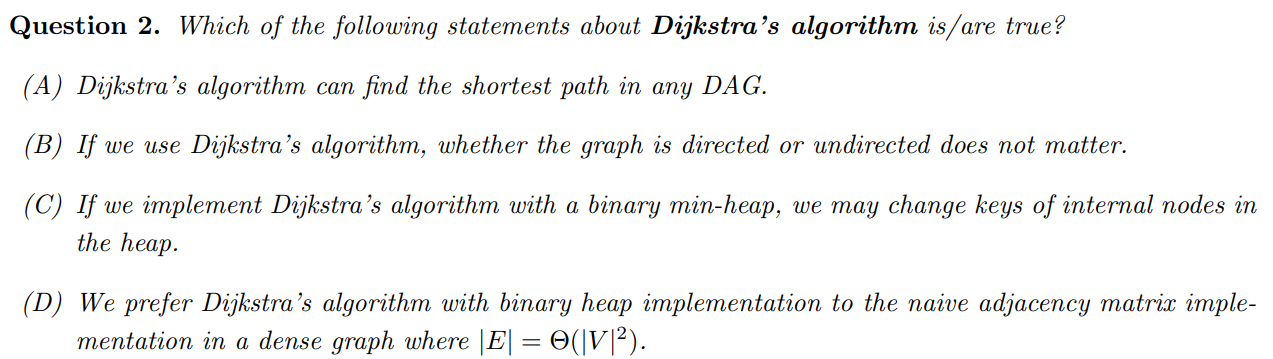 Question 2. Which of the following statements about Dijkstra's algorithm is/are true?
(A) Dijkstra's algorithm can find the shortest path in any DAG.
(B) If we use Dijkstra's algorithm, whether the graph is directed or undirected does not matter.
(C) If we implement Dijkstra's algorithm with a binary min-heap, we may change keys of internal nodes in
the heap.
(D) We prefer Dijkstra's algorithm with binary heap implementation to the naive adjacency matrix imple-
mentation in a dense graph where |E| = Θ(|V|²).